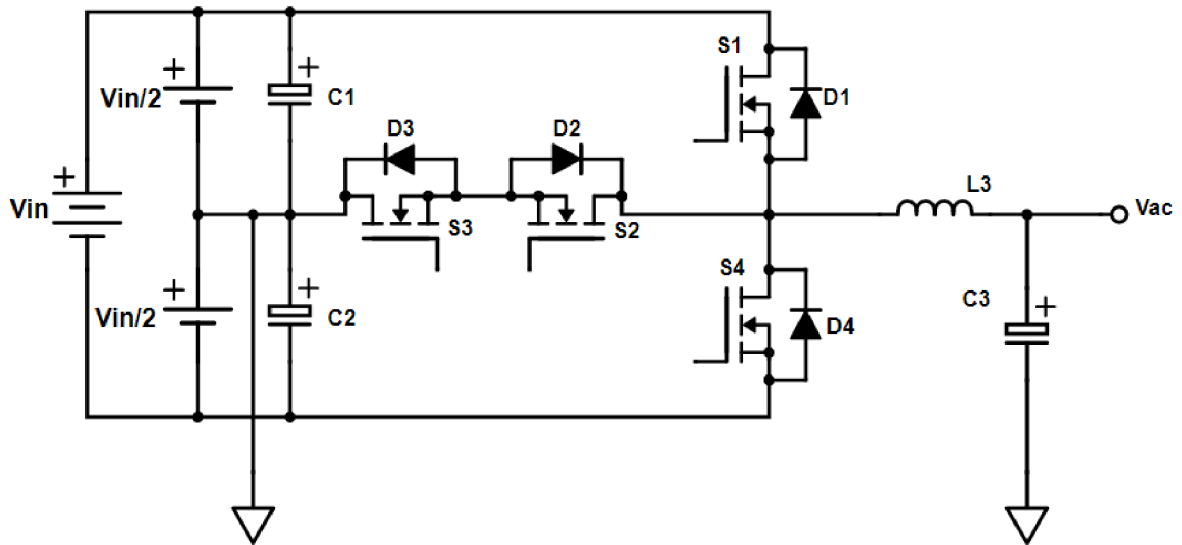 S1
+
+
Vin/2
C1
D1
D3
D2
+
Vin
L3
Vac
S3
S2
S4
+
+
Vin/2
C2
D4
C3
+